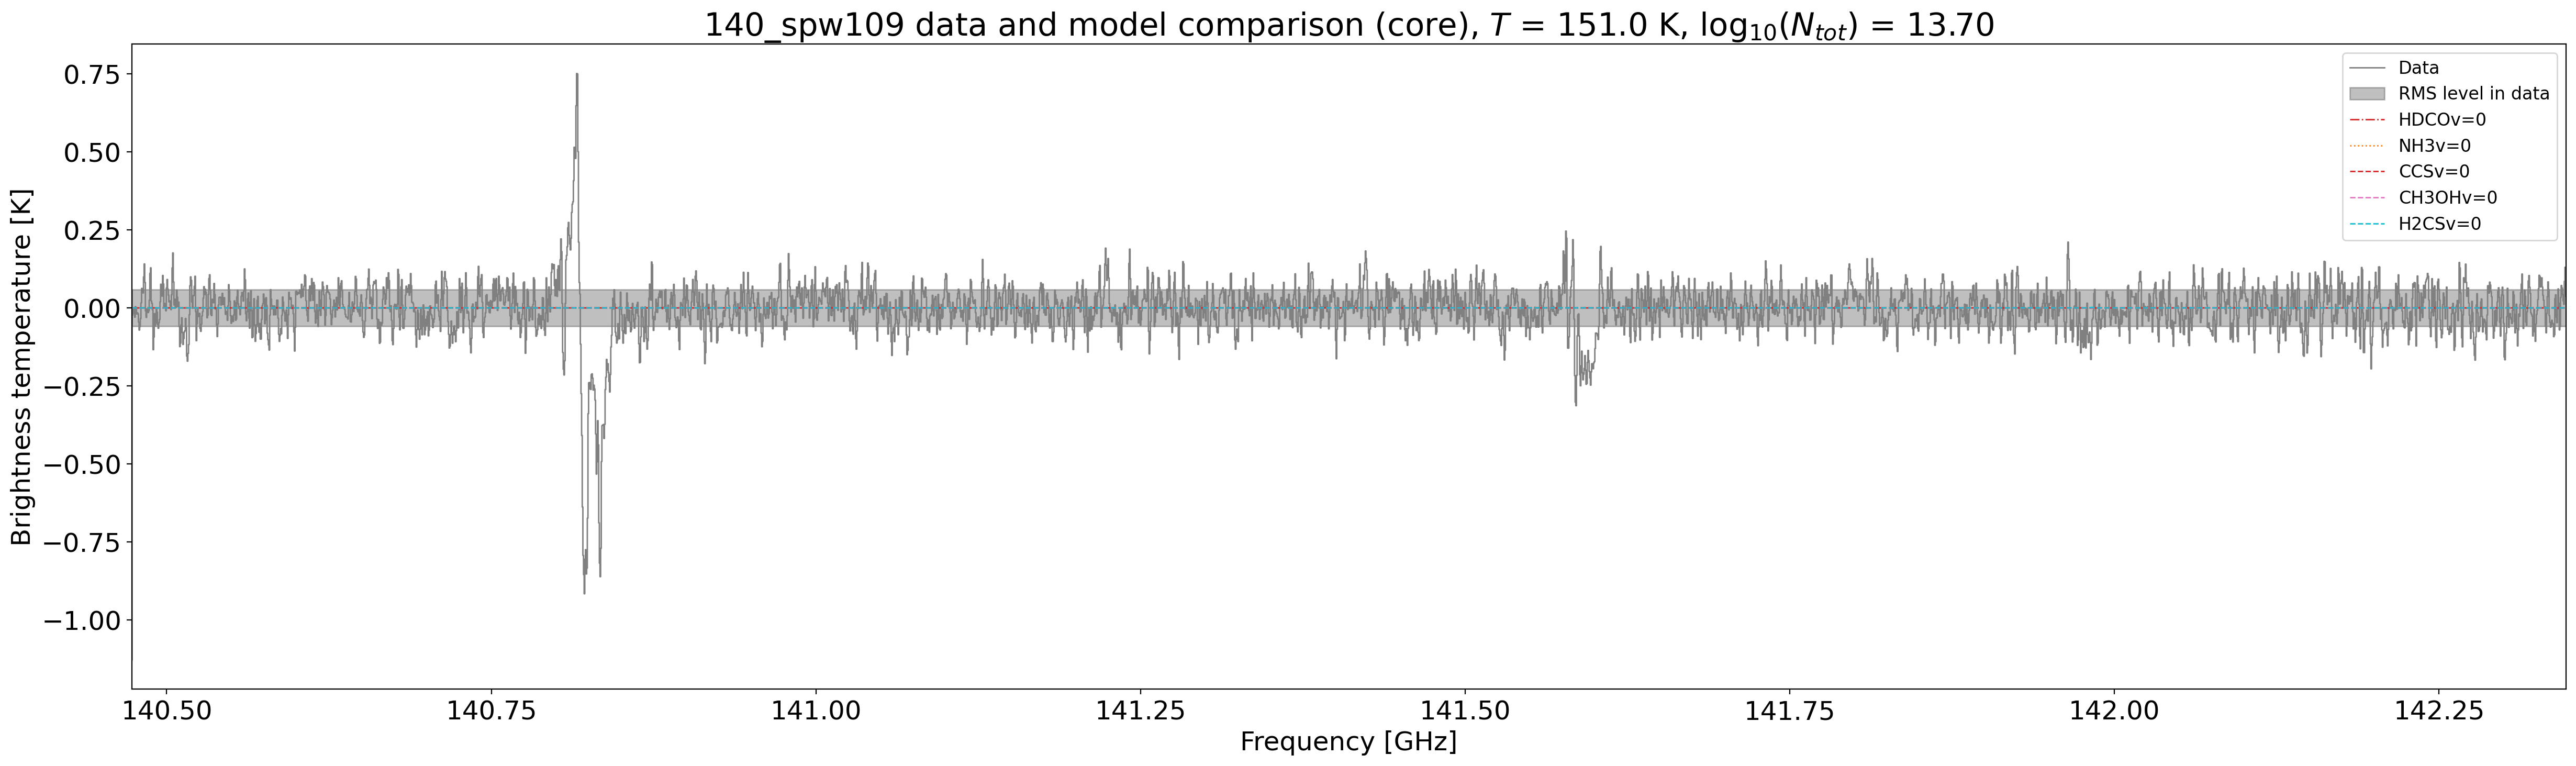 140_spw109 data and model comparison (core), T = 151.0 K, log₁₀(Nₜₒₜ) = 13.70
Brightness temperature [K]
0.75
0.50
0.25
0.00
−0.25
−0.50
−0.75
−1.00
Data
RMS level in data
HDCOv=0
NH3v=0
CCSv=0
CH3OHv=0
H2CSv=0
140.50 140.75 141.00 141.25 141.50 141.75 142.00 142.25
Frequency [GHz]